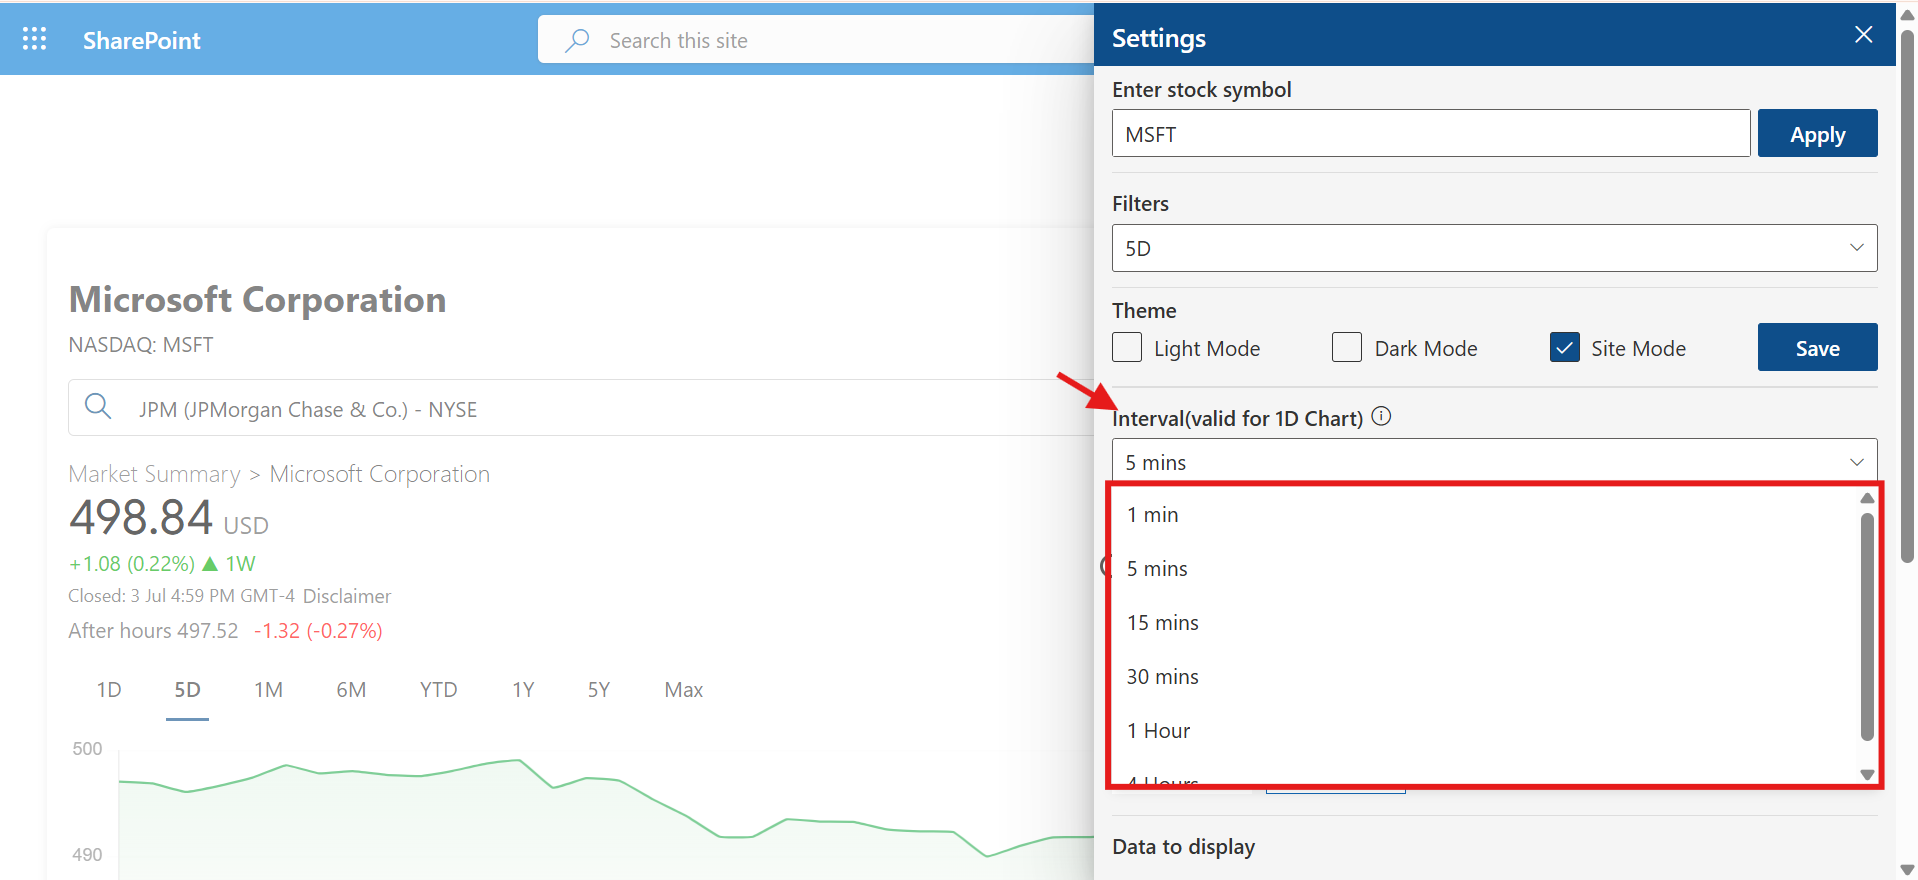 SharePoint
Search this site
Microsoft Corporation
NASDAQ: MSFT
JPM (JPMorgan Chase & Co.) - NYSE
Market Summary > Microsoft Corporation
498.84 USD
+1.08 (0.22%) ▲ 1W
Closed: 3 Jul 4:59 PM GMT-4 Disclaimer
After hours 497.52 -1.32 (-0.27%)
1D 5D 1M 6M YTD 1Y 5Y Max
500
490
Settings
Enter stock symbol
MSFT
Apply
Filters
5D
Theme
Light Mode Dark Mode Site Mode
Save
Interval(valid for 1D Chart)
5 mins
1 min
5 mins
15 mins
30 mins
1 Hour
4 Hours
Data to display